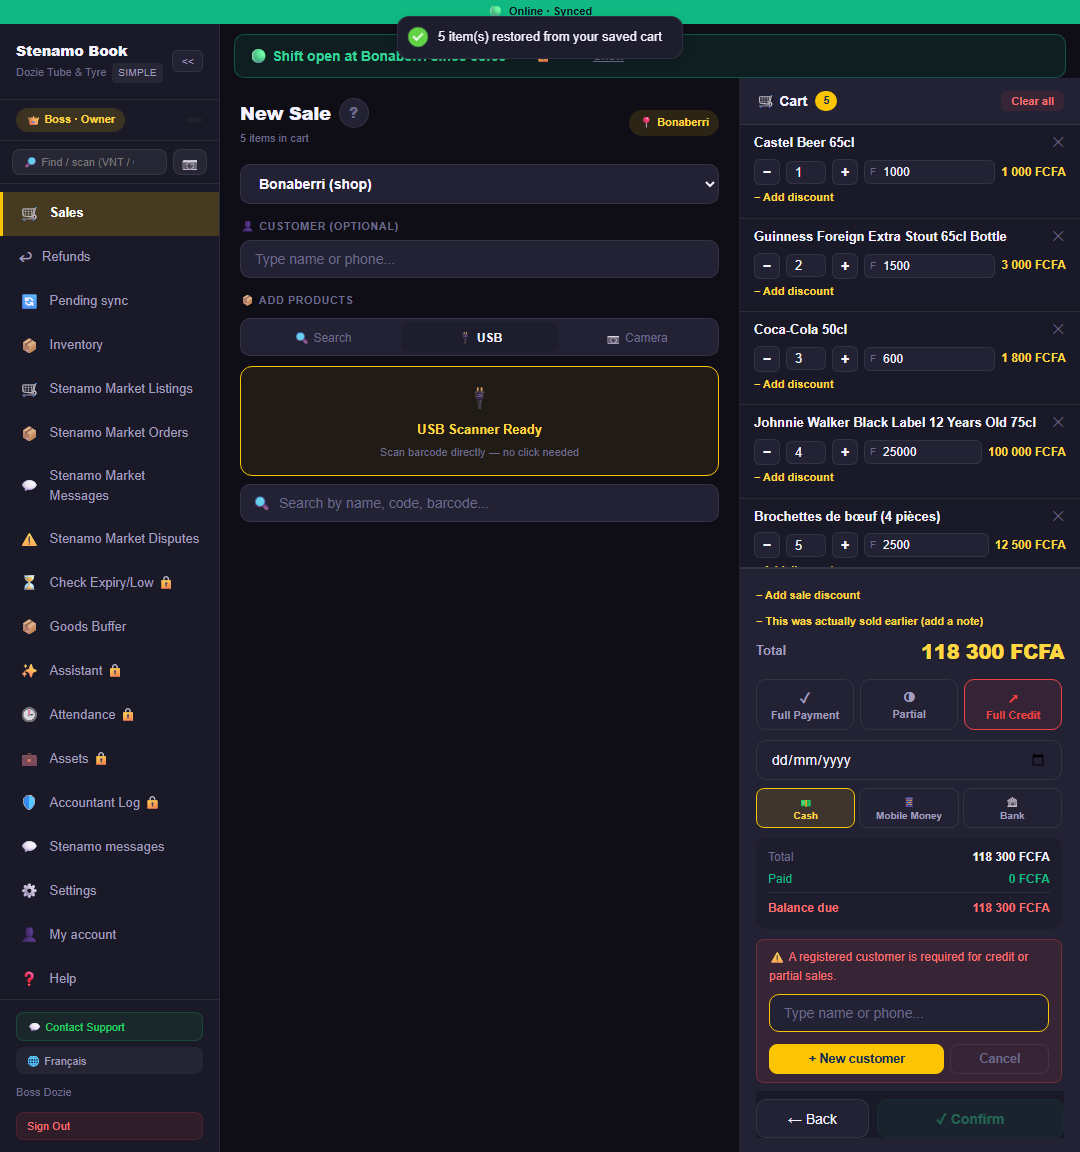 Online · Synced
5 item(s) restored from your saved cart
Stenamo Book
Dozie Tube & Tyre SIMPLE
<<
Boss · Owner
Find / scan (VNT /
Sales
Refunds
Pending sync
Inventory
Stenamo Market Listings
Stenamo Market Orders
Stenamo Market
Messages
Stenamo Market Disputes
Check Expiry/Low
Goods Buffer
Assistant
Attendance
Assets
Accountant Log
Stenamo messages
Settings
My account
Help
Contact Support
Français
Boss Dozie
Sign Out
Shift open at Bonaberri
New Sale ?
5 items in cart
Bonaberri
Bonaberri (shop)
CUSTOMER (OPTIONAL)
Type name or phone...
ADD PRODUCTS
Search USB Camera
USB Scanner Ready
Scan barcode directly — no click needed
Search by name, code, barcode...
Cart 5 Clear all
Castel Beer 65cl
− 1 + F 1000 1 000 FCFA
– Add discount
Guinness Foreign Extra Stout 65cl Bottle
− 2 + F 1500 3 000 FCFA
– Add discount
Coca-Cola 50cl
− 3 + F 600 1 800 FCFA
– Add discount
Johnnie Walker Black Label 12 Years Old 75cl
− 4 + F 25000 100 000 FCFA
– Add discount
Brochettes de bœuf (4 pièces)
− 5 + F 2500 12 500 FCFA
– Add sale discount
– This was actually sold earlier (add a note)
Total 118 300 FCFA
Full Payment Partial Full Credit
dd/mm/yyyy
Cash Mobile Money Bank
Total 118 300 FCFA
Paid 0 FCFA
Balance due 118 300 FCFA
A registered customer is required for credit or
partial sales.
Type name or phone...
+ New customer Cancel
← Back ✓ Confirm